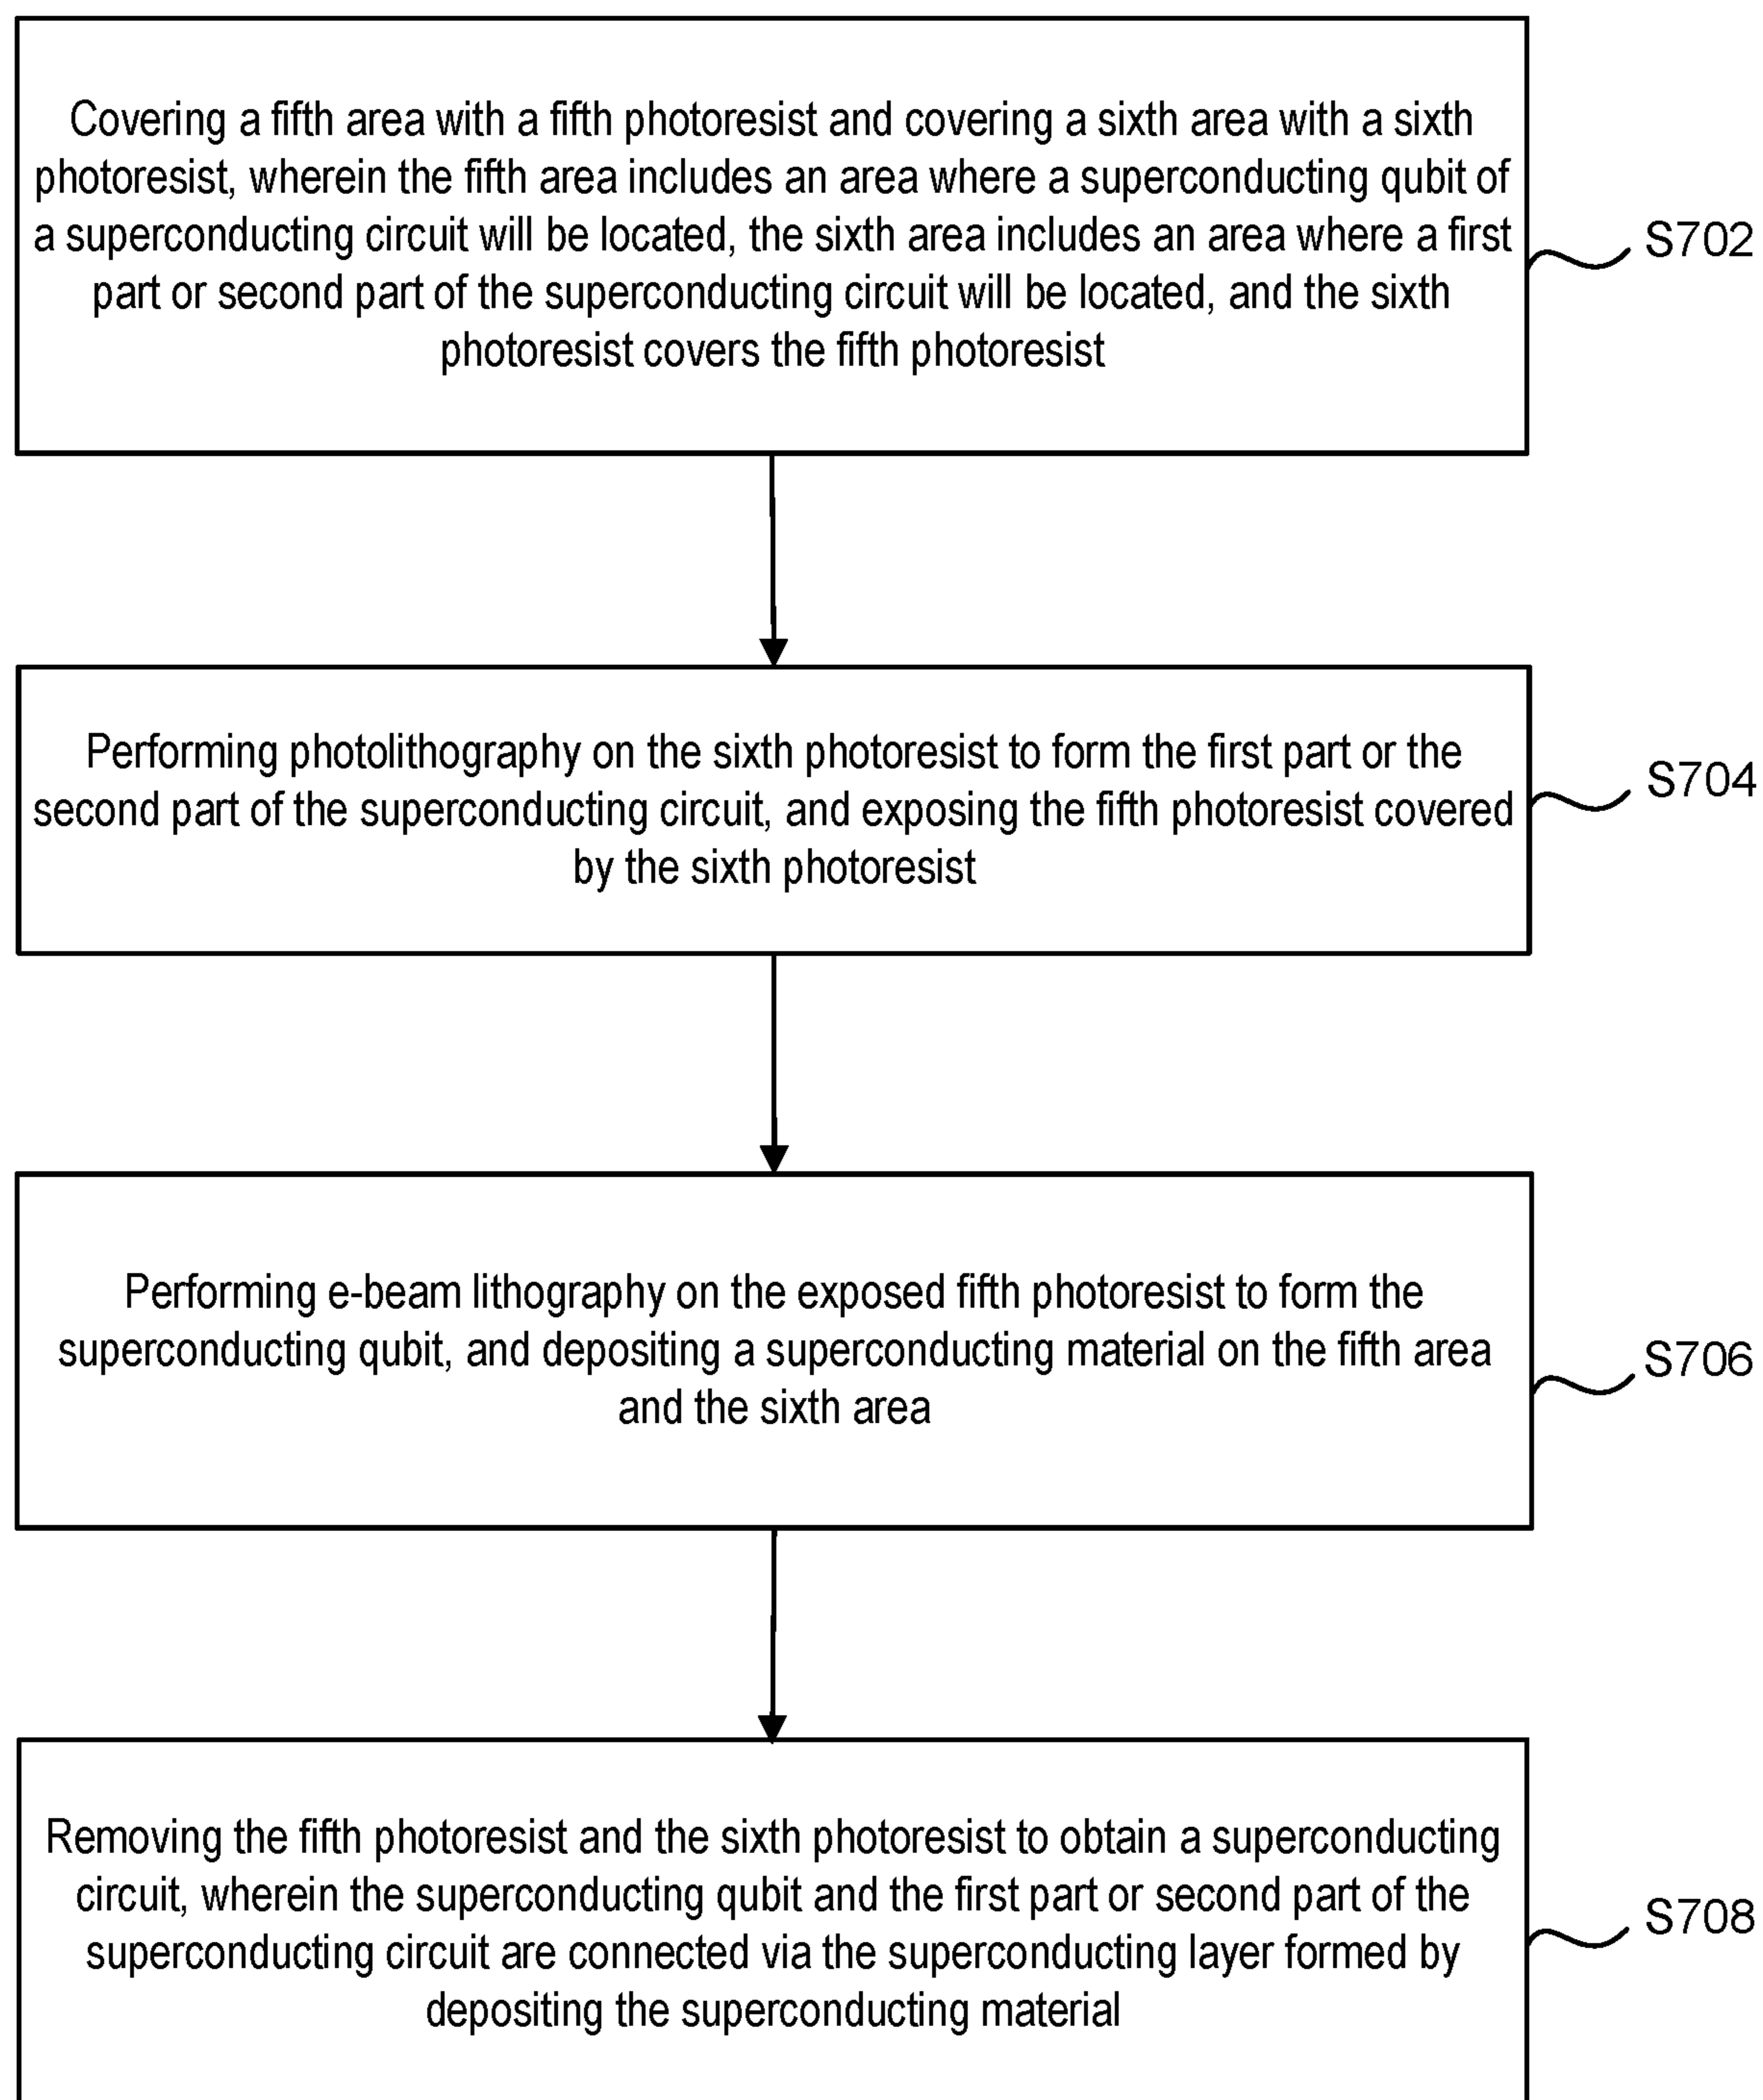 Covering a fifth area with a fifth photoresist and covering a sixth area with a sixth
photoresist, wherein the fifth area includes an area where a superconducting qubit of
a superconducting circuit will be located, the sixth area includes an area where a first
part or second part of the superconducting circuit will be located, and the sixth
photoresist covers the fifth photoresist
S702
Performing photolithography on the sixth photoresist to form the first part or the
second part of the superconducting circuit, and exposing the fifth photoresist covered
by the sixth photoresist
S704
Performing e-beam lithography on the exposed fifth photoresist to form the
superconducting qubit, and depositing a superconducting material on the fifth area
and the sixth area
S706
Removing the fifth photoresist and the sixth photoresist to obtain a superconducting
circuit, wherein the superconducting qubit and the first part or second part of the
superconducting circuit are connected via the superconducting layer formed by
depositing the superconducting material
S708